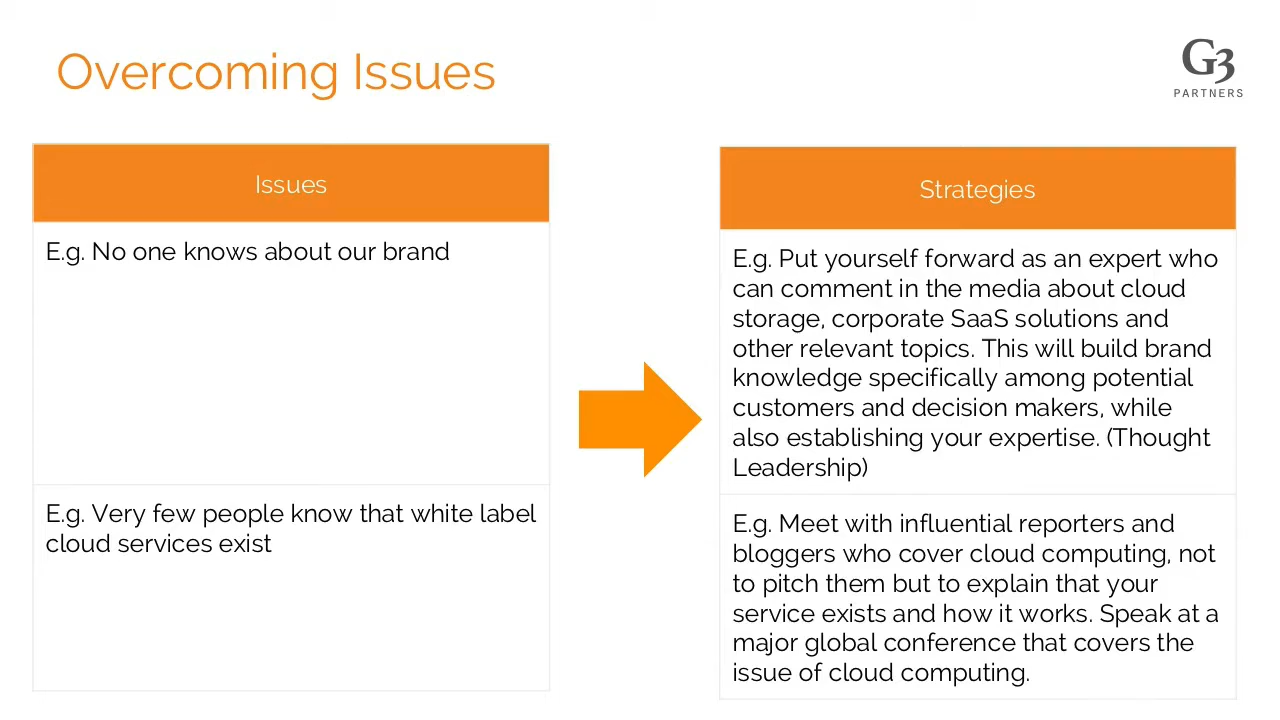 Overcoming Issues
G3
PARTNERS
Issues
E.g. No one knows about our brand
E.g. Very few people know that white label
cloud services exist
Strategies
E.g. Put yourself forward as an expert who
can comment in the media about cloud
storage, corporate SaaS solutions and
other relevant topics. This will build brand
knowledge specifically among potential
customers and decision makers, while
also establishing your expertise. (Thought
Leadership)
E.g. Meet with influential reporters and
bloggers who cover cloud computing, not
to pitch them but to explain that your
service exists and how it works. Speak at a
major global conference that covers the
issue of cloud computing.